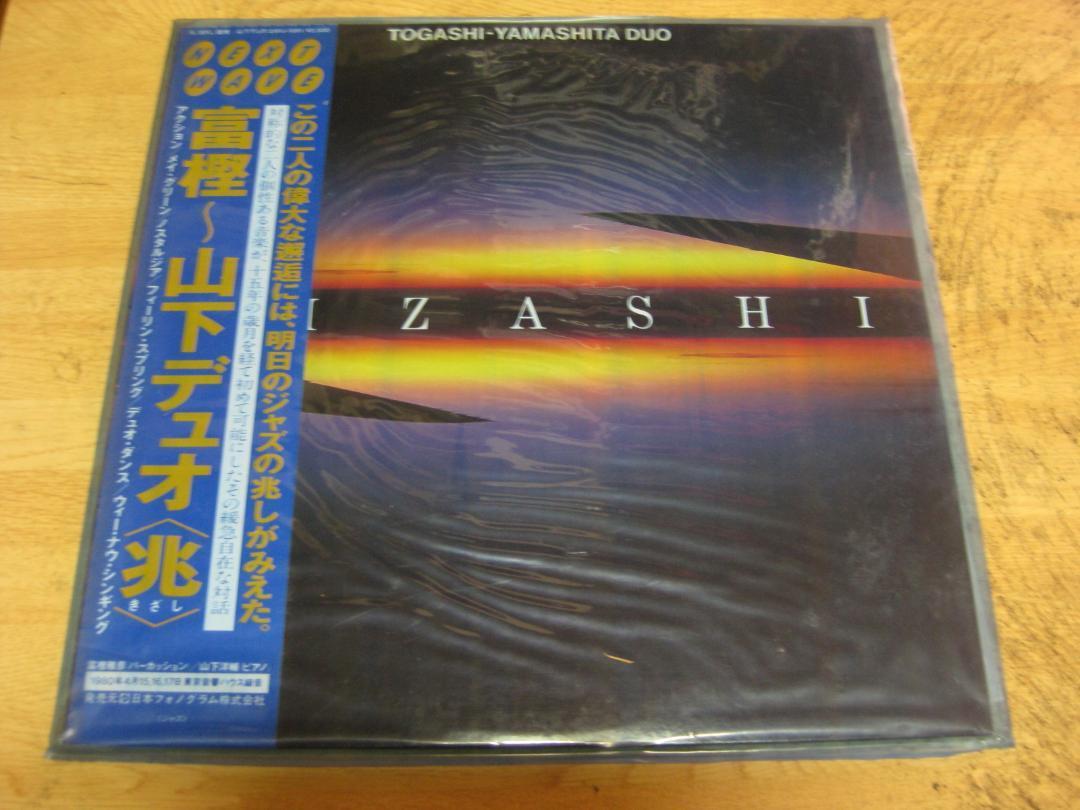 TOGASHI-YAMASHITA DUO
NEXT
WAVE
この二人の偉大な邂逅には、明日のジャズの兆しがみえた。
対称的な二人の個性ある音楽が、十五年の歳月を経て初めて可能にしたその緩急自在な対話
富樫〜山下デュオ〈兆〉
きざし
アクション/メイ・グリーン/ノスタルジア/フィーリン・スプリング/デュオ・ダンス/ウィー・ナウ・シンギング
IZASHI
富樫雅彦 パーカッション/山下洋輔 ピアノ
1980年4月15,16,17日 東京音響ハウス録音
発売元 日本フォノグラム株式会社
(ジャズ)